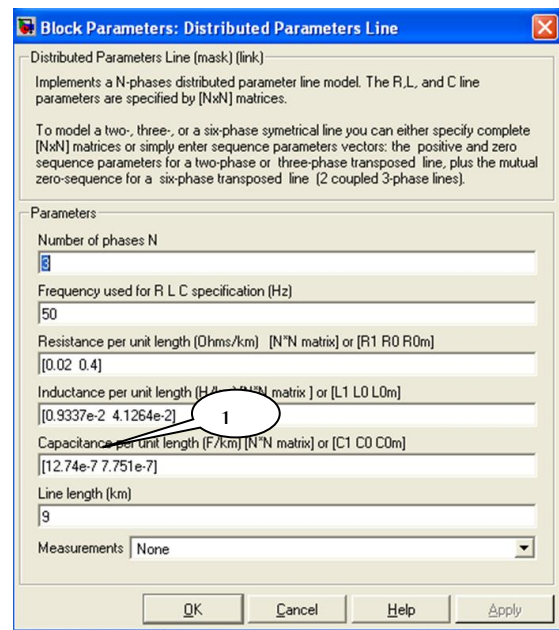 Block Parameters: Distributed Parameters Line
Distributed Parameters Line (mask) (link)
Implements a N-phases distributed parameter line model. The R,L, and C line
parameters are specified by [NxN] matrices.
To model a two-, three-, or a six-phase symetrical line you can either specify complete
[NxN] matrices or simply enter sequence parameters vectors: the positive and zero
sequence parameters for a two-phase or three-phase transposed line, plus the mutual
zero-sequence for a six-phase transposed line (2 coupled 3-phase lines).
Parameters
Number of phases N
3
Frequency used for R L C specification (Hz)
50
Resistance per unit length (Ohms/km) [N*N matrix] or [R1 R0 R0m]
[0.02 0.4]
Inductance per unit length (H/km) [N*N matrix ] or [L1 L0 L0m]
[0.9337e-2 4.1264e-2]
1
Capacitance per unit length (F/km) [N*N matrix] or [C1 C0 C0m]
[12.74e-7 7.751e-7]
Line length (km)
9
Measurements None
OK Cancel Help Apply